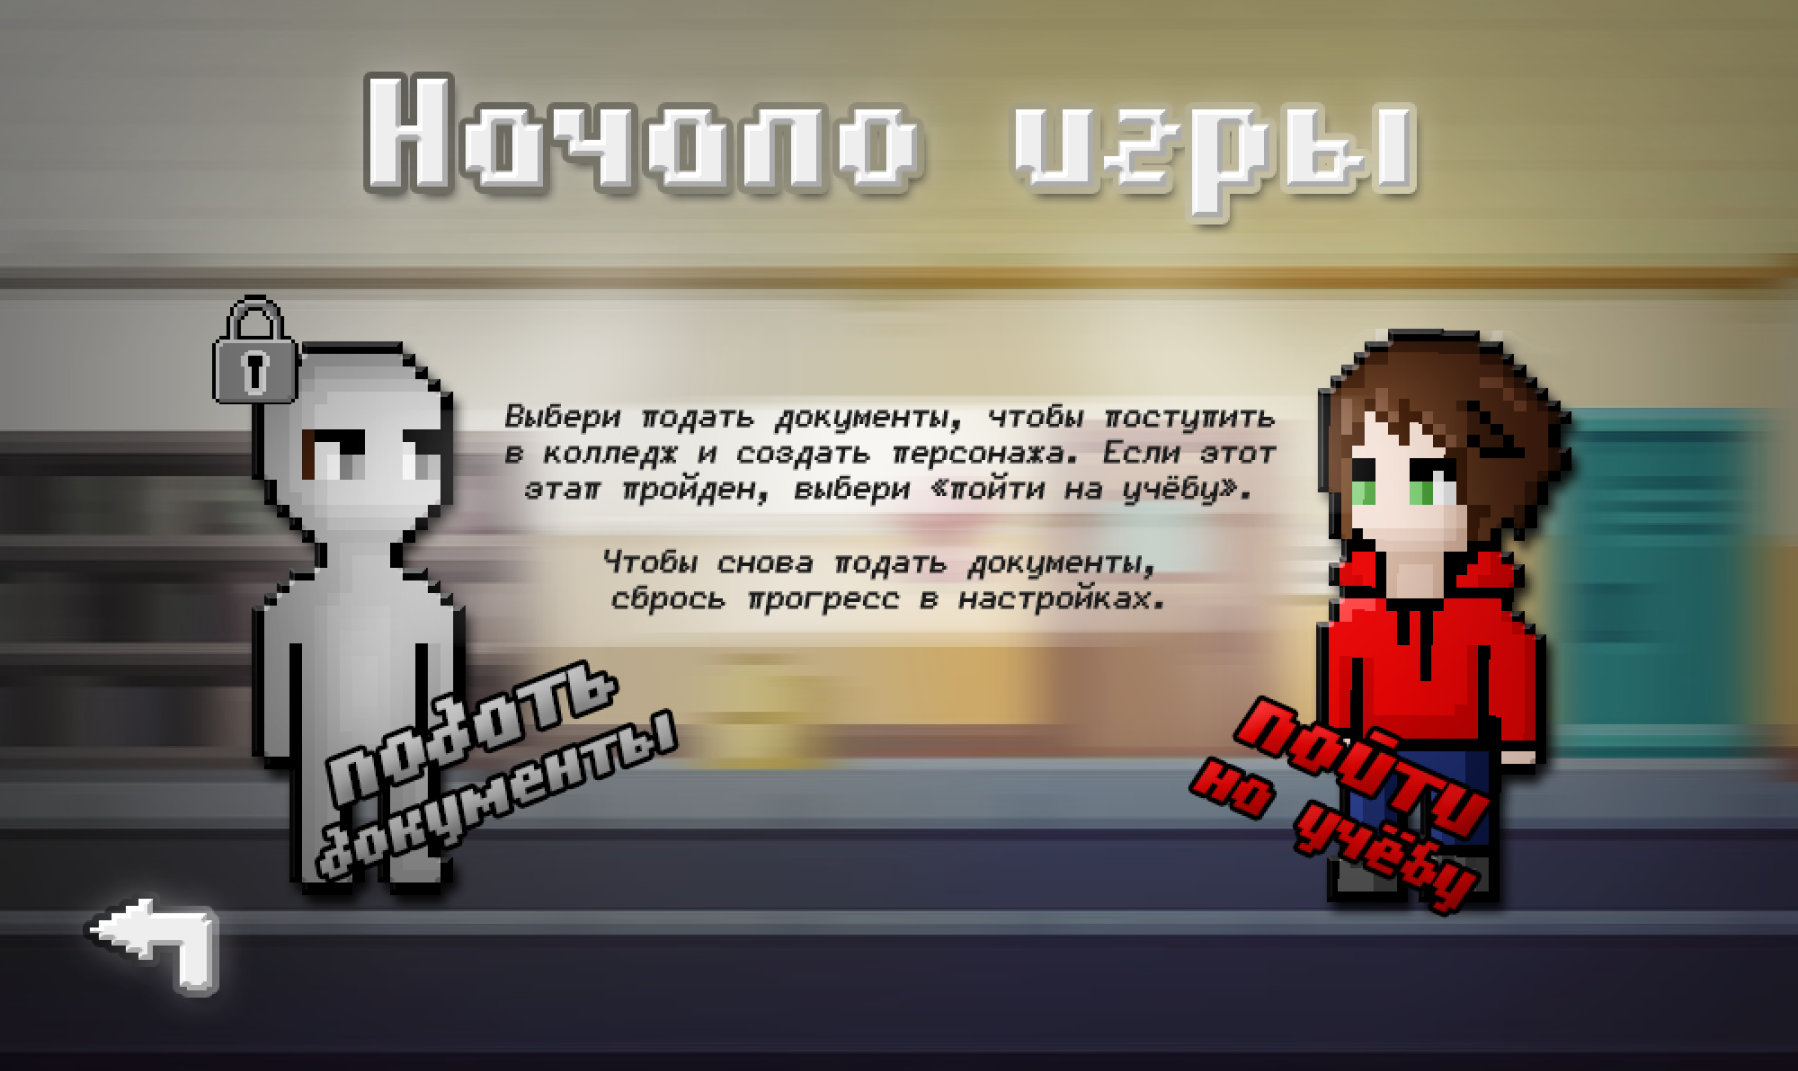 Начало игры
Выбери подать документы, чтобы поступить
в колледж и создать персонажа. Если этот
этап пройден, выбери «пойти на учёбу».
Чтобы снова подать документы,
сбрось прогресс в настройках.
подать
документы
пойти
на учёбу